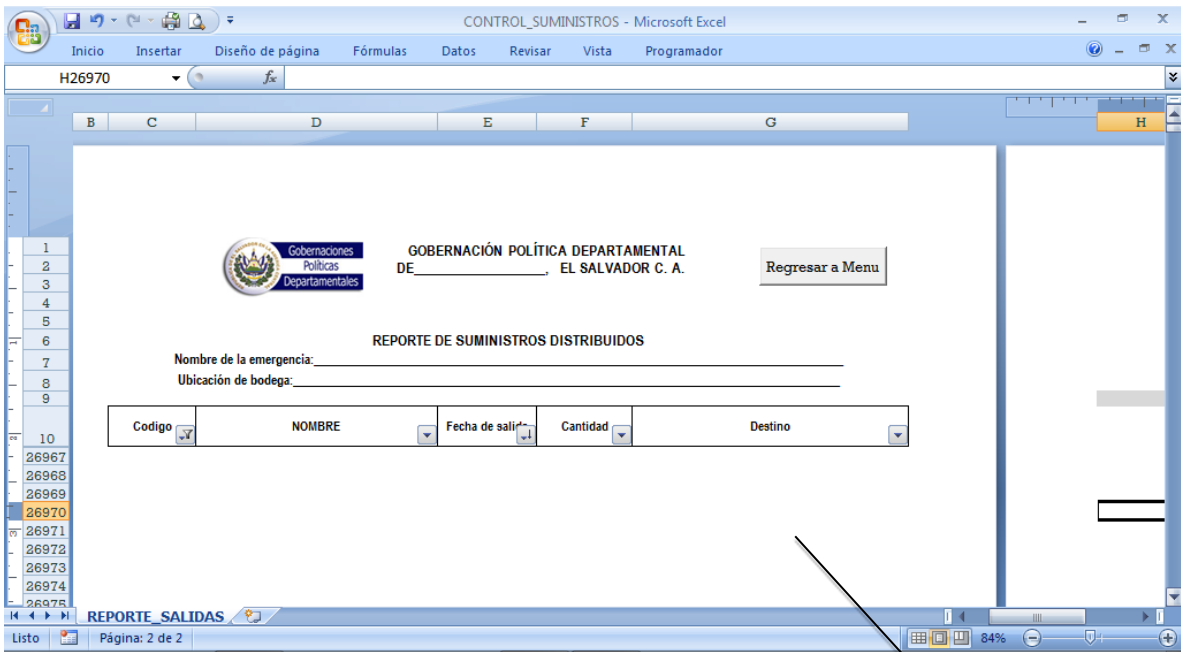 CONTROL_SUMINISTROS - Microsoft Excel
Inicio Insertar Diseño de página Fórmulas Datos Revisar Vista Programador
H26970 fx
B C D E F G H
1
2
3
4
5
6
7
8
9
10
26967
26968
26969
26970
26971
26972
26973
26974
26975
Gobernaciones
Políticas
Departamentales
GOBERNACIÓN POLÍTICA DEPARTAMENTAL
DE____________________, EL SALVADOR C. A.
Regresar a Menu
REPORTE DE SUMINISTROS DISTRIBUIDOS
Nombre de la emergencia:
Ubicación de bodega:
Codigo NOMBRE Fecha de salida Cantidad Destino
REPORTE_SALIDAS
Listo Página: 2 de 2 84%